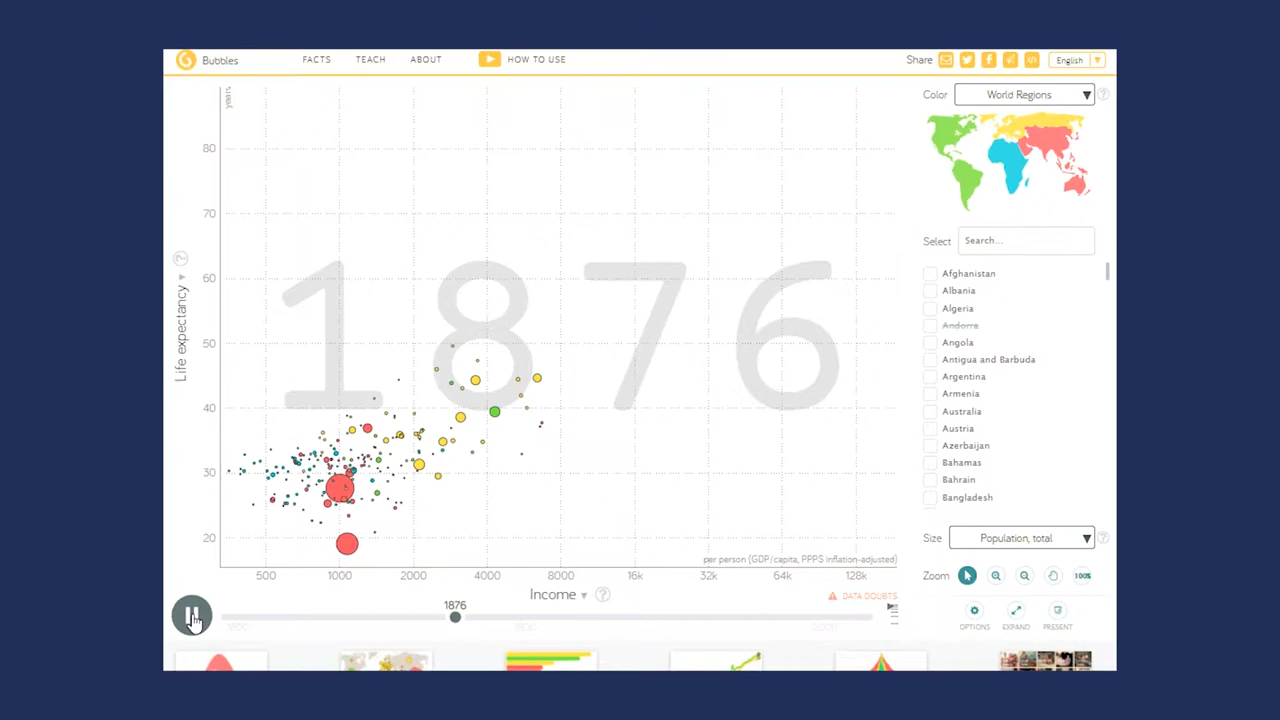 Bubbles FACTS TEACH ABOUT HOW TO USE Share English
Color World Regions
years
80
70
60
50
40
30
20
Life expectancy
1876
Select Search...
Afghanistan
Albania
Algeria
Andorra
Angola
Antigua and Barbuda
Argentina
Armenia
Australia
Austria
Azerbaijan
Bahamas
Bahrain
Bangladesh
Size Population, total
per person (GDP/capita, PPP$ inflation-adjusted)
500 1000 2000 4000 8000 16k 32k 64k 128k
Zoom 100%
Income
DATA DOUBTS
1876
OPTIONS EXPAND PRESENT